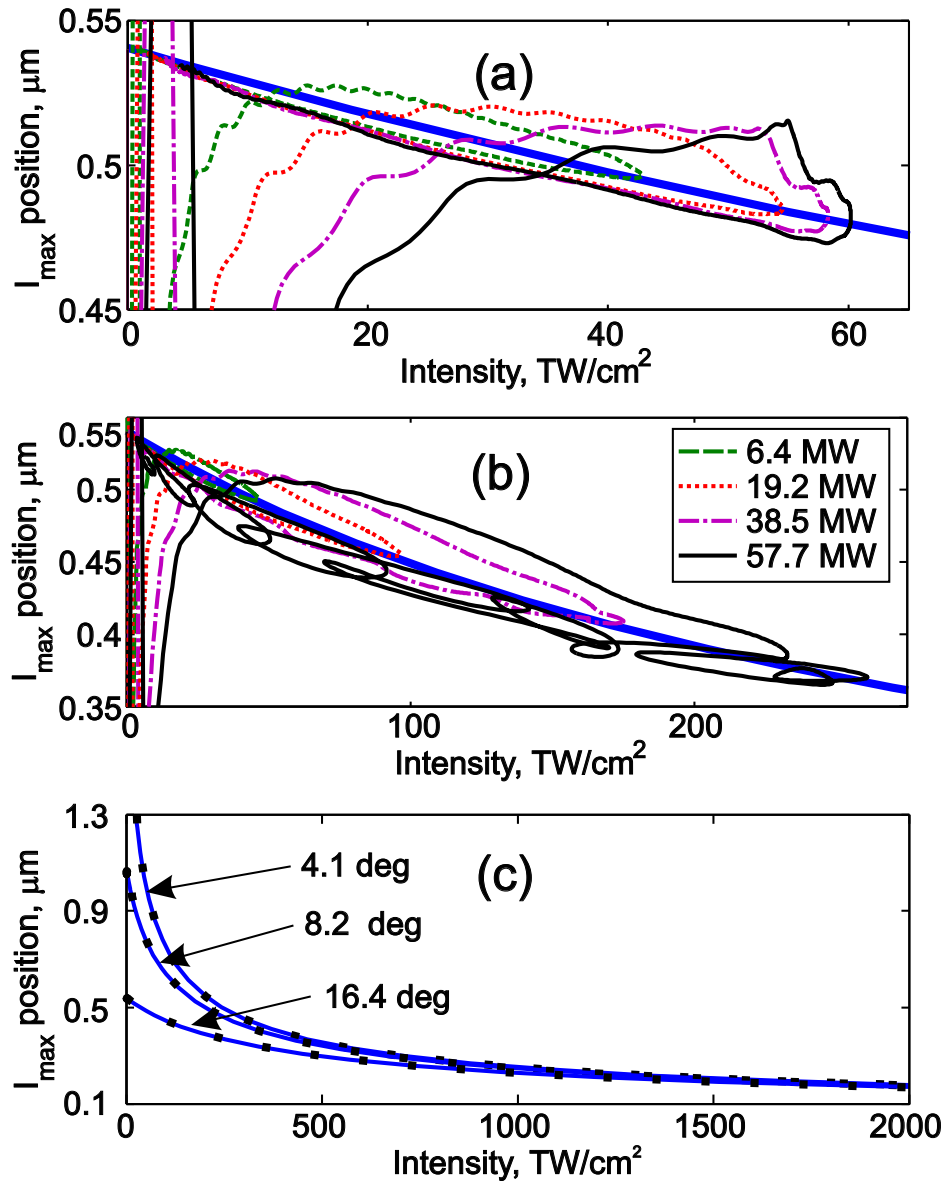 0.55
(a)
0.5
0.45
I_max position, μm
0 20 40 60
Intensity, TW/cm²
0.55
(b)
6.4 MW
19.2 MW
38.5 MW
57.7 MW
0.5
0.45
0.4
0.35
I_max position, μm
0 100 200
Intensity, TW/cm²
1.3
(c)
4.1 deg
0.9
8.2 deg
0.5
16.4 deg
0.1
I_max position, μm
0 500 1000 1500 2000
Intensity, TW/cm²